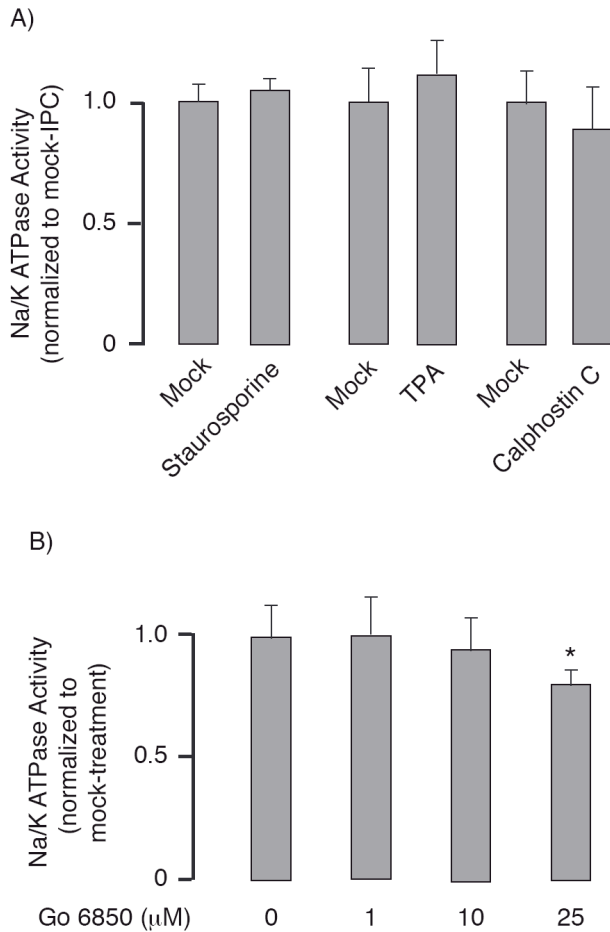 A)
Na/K ATPase Activity
(normalized to mock-IPC)
1.0
0.5
0
Mock
Staurosporine
Mock
TPA
Mock
Calphostin C
B)
Na/K ATPase Activity
(normalized to
mock-treatment)
1.0
0.5
0
*
Go 6850 (μM) 0 1 10 25